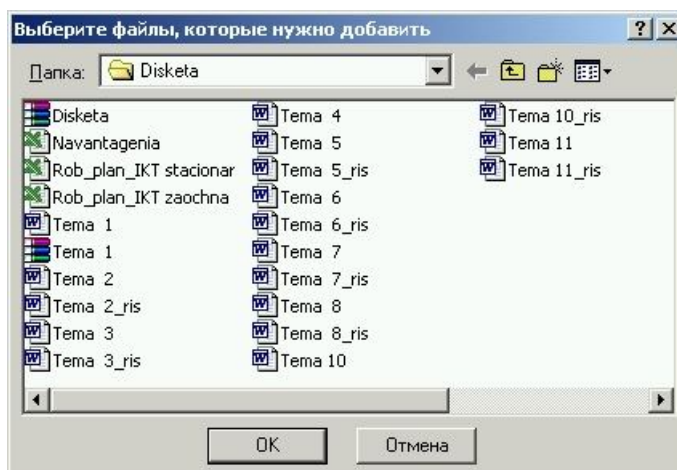 Выберите файлы, которые нужно добавить
Папка: Disketa
Disketa
Navantagenia
Rob_plan_IKT stacionar
Rob_plan_IKT zaochna
Tema 1
Tema 1
Tema 2
Tema 2_ris
Tema 3
Tema 3_ris
Tema 4
Tema 5
Tema 5_ris
Tema 6
Tema 6_ris
Tema 7
Tema 7_ris
Tema 8
Tema 8_ris
Tema 10
Tema 10_ris
Tema 11
Tema 11_ris
OK Отмена